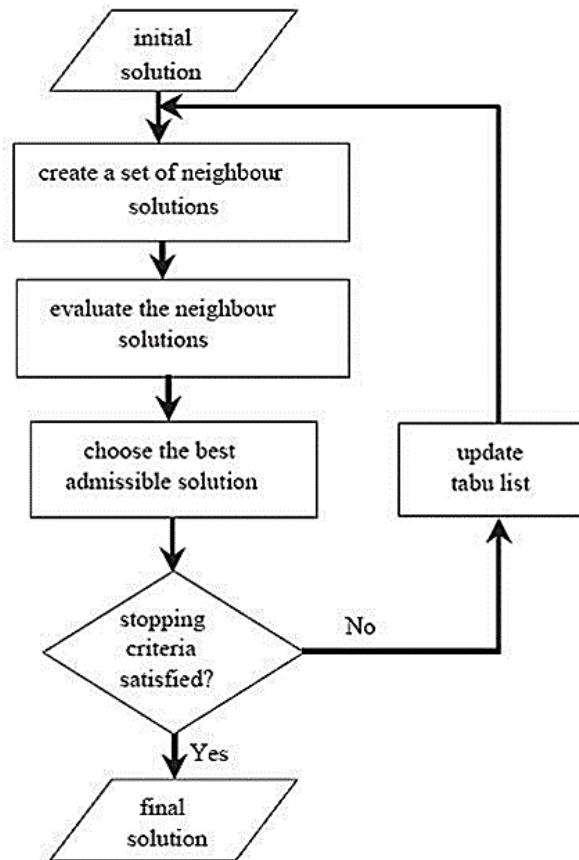 initial
solution
create a set of neighbour
solutions
evaluate the neighbour
solutions
choose the best
admissible solution
update
tabu list
stopping
criteria
satisfied?
No
Yes
final
solution